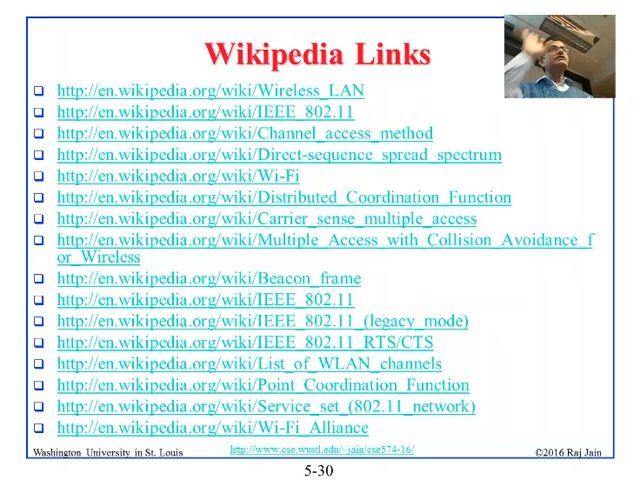 Wikipedia Links
http://en.wikipedia.org/wiki/Wireless_LAN
http://en.wikipedia.org/wiki/IEEE_802.11
http://en.wikipedia.org/wiki/Channel_access_method
http://en.wikipedia.org/wiki/Direct-sequence_spread_spectrum
http://en.wikipedia.org/wiki/Wi-Fi
http://en.wikipedia.org/wiki/Distributed_Coordination_Function
http://en.wikipedia.org/wiki/Carrier_sense_multiple_access
http://en.wikipedia.org/wiki/Multiple_Access_with_Collision_Avoidance_f
or_Wireless
http://en.wikipedia.org/wiki/Beacon_frame
http://en.wikipedia.org/wiki/IEEE_802.11
http://en.wikipedia.org/wiki/IEEE_802.11_(legacy_mode)
http://en.wikipedia.org/wiki/IEEE_802.11_RTS/CTS
http://en.wikipedia.org/wiki/List_of_WLAN_channels
http://en.wikipedia.org/wiki/Point_Coordination_Function
http://en.wikipedia.org/wiki/Service_set_(802.11_network)
http://en.wikipedia.org/wiki/Wi-Fi_Alliance
Washington University in St. Louis http://www.cse.wustl.edu/~jain/cse574-16/ ©2016 Raj Jain
5-30